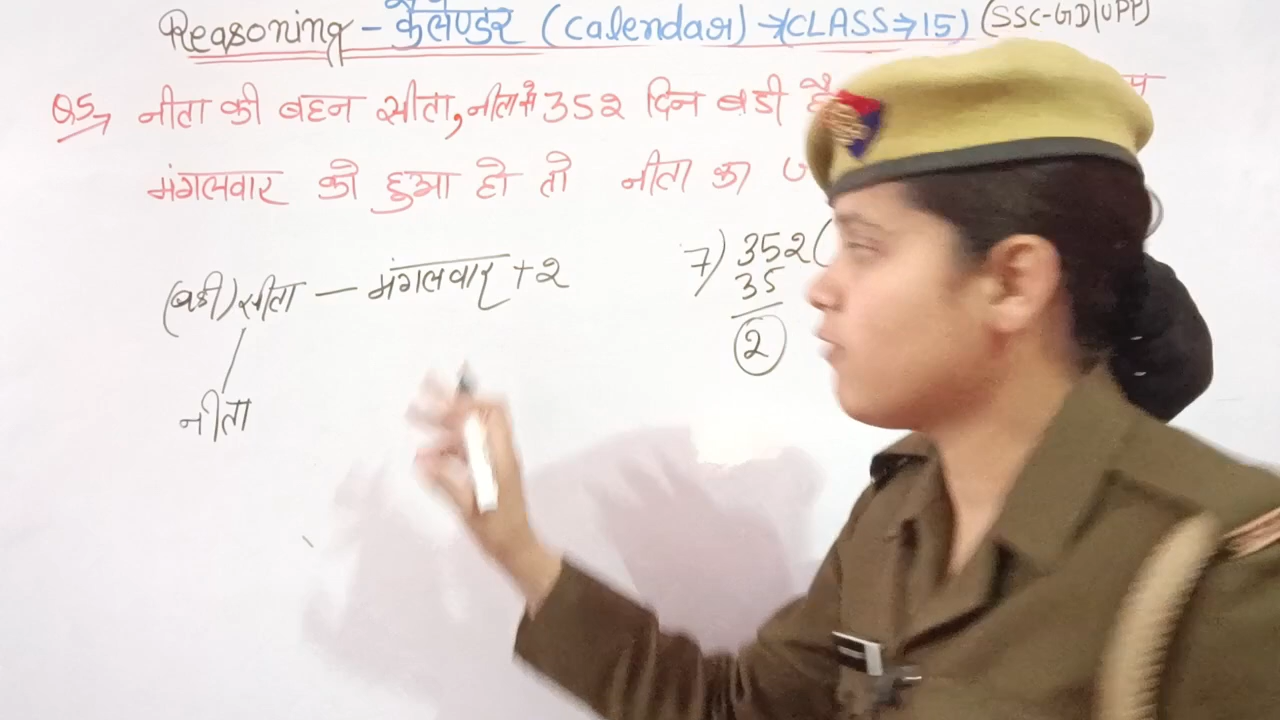 Reasoning - कैलेण्डर (Calendar) → (CLASS → 15) (SSC-GD|UPP)
Q5→ नीता की बहन सीता, नीता से 352 दिन बडी है
मंगलवार को हुआ हो तो नीता का
(बडी) सीता — मंगलवार + 2
नीता
7) 352 (
35
2